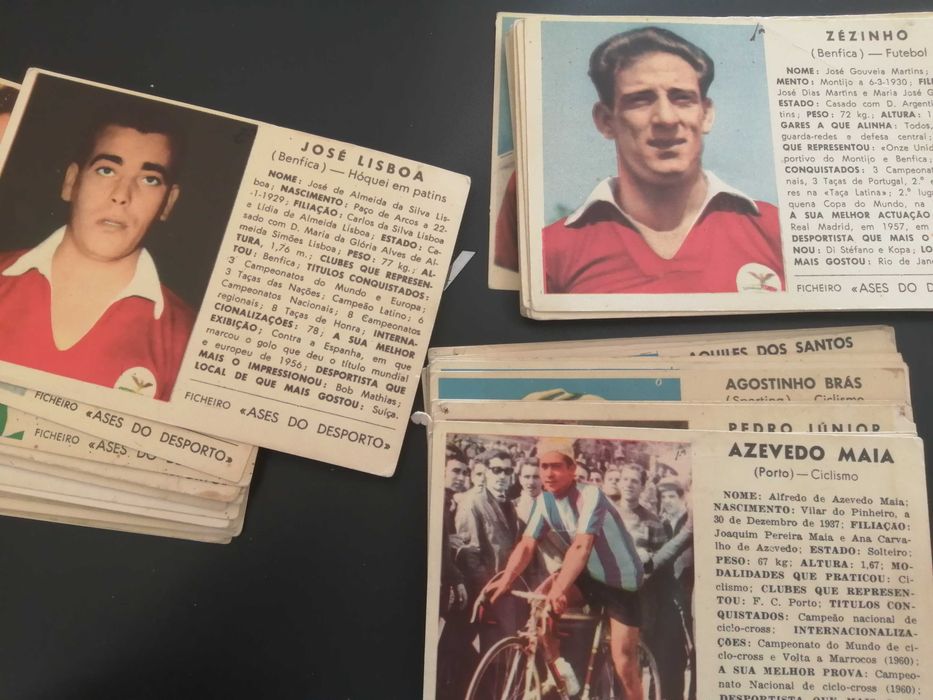 JOSÉ LISBOA
(Benfica) — Hóquei em patins
NOME: José de Almeida da Silva Lis-
boa; NASCIMENTO: Paço de Arcos a 22-
-1-1929; FILIAÇÃO: Carlos da Silva Lisboa
e Lídia de Almeida Lisboa; ESTADO: Ca-
sado com D. Maria da Glória Alves de Al-
meida Simões Lisboa; PESO: 77 kg.; AL-
TURA, 1,76 m.; CLUBES QUE REPRESEN-
TOU: Benfica; TITULOS CONQUISTADOS:
3 Campeonatos do Mundo e Europa;
3 Taças das Nações; Campeão Latino; 6
Campeonatos Nacionais; 8 Campeonatos
regionais; 8 Taças de Honra; INTERNA-
CIONALIZAÇÕES: 78; A SUA MELHOR
EXIBIÇÃO: Contra a Espanha, em que
marcou o golo que deu o título mundial
e europeu de 1956; DESPORTISTA QUE
MAIS O IMPRESSIONOU: Bob Mathias;
LOCAL DE QUE MAIS GOSTOU: Suíça.
FICHEIRO «ASES DO DESPORTO»
FICHEIRO «ASES DO DESPORTO»
FICHEIRO «ASES DO
ZÉZINHO
(Benfica) — Futebol
NOME: José Gouveia Martins;
MENTO: Montijo a 6-3-1930; FILI
José Dias Martins e Maria José G
ESTADO: Casado com D. Argenti
tins; PESO: 72 kg.; ALTURA: 1
GARES A QUE ALINHA: Todos,
guarda-redes a defesa central;
QUE REPRESENTOU: «Onze Unid
portivo do Montijo e Benfica;
CONQUISTADOS: 3 Campeonat
nais, 3 Taças de Portugal, 2.º e
res na «Taça Latina»; 2.º lug
quena Copa do Mundo, na
A SUA MELHOR ACTUAÇÃO
Real Madrid, em 1957, em
DESPORTISTA QUE MAIS O
NOU: Di Stéfano e Kopa; LO
MAIS GOSTOU: Rio de Jane
FICHEIRO «ASES DO D
AQUILES DOS SANTOS
AGOSTINHO BRÁS
(Sporting) — Ciclismo
PEDRO JÚNIOR
AZEVEDO MAIA
(Porto) — Ciclismo
NOME: Alfredo de Azevedo Maia;
NASCIMENTO: Vilar do Pinheiro, a
30 de Dezembro de 1937; FILIAÇÃO:
Joaquim Pereira Maia e Ana Carva-
lho de Azevedo; ESTADO: Solteiro;
PESO: 67 kg; ALTURA: 1,67; MO-
DALIDADES QUE PRATICOU: Ci-
clismo; CLUBES QUE REPRESEN-
TOU: F. C. Porto; TITULOS CON-
QUISTADOS: Campeão nacional de
ciclo-cross; INTERNACIONALIZA-
ÇÕES: Campeonato do Mundo de ci-
clo-cross e Volta a Marrocos (1960);
A SUA MELHOR PROVA: Campeo-
nato Nacional de ciclo-cross (1960);